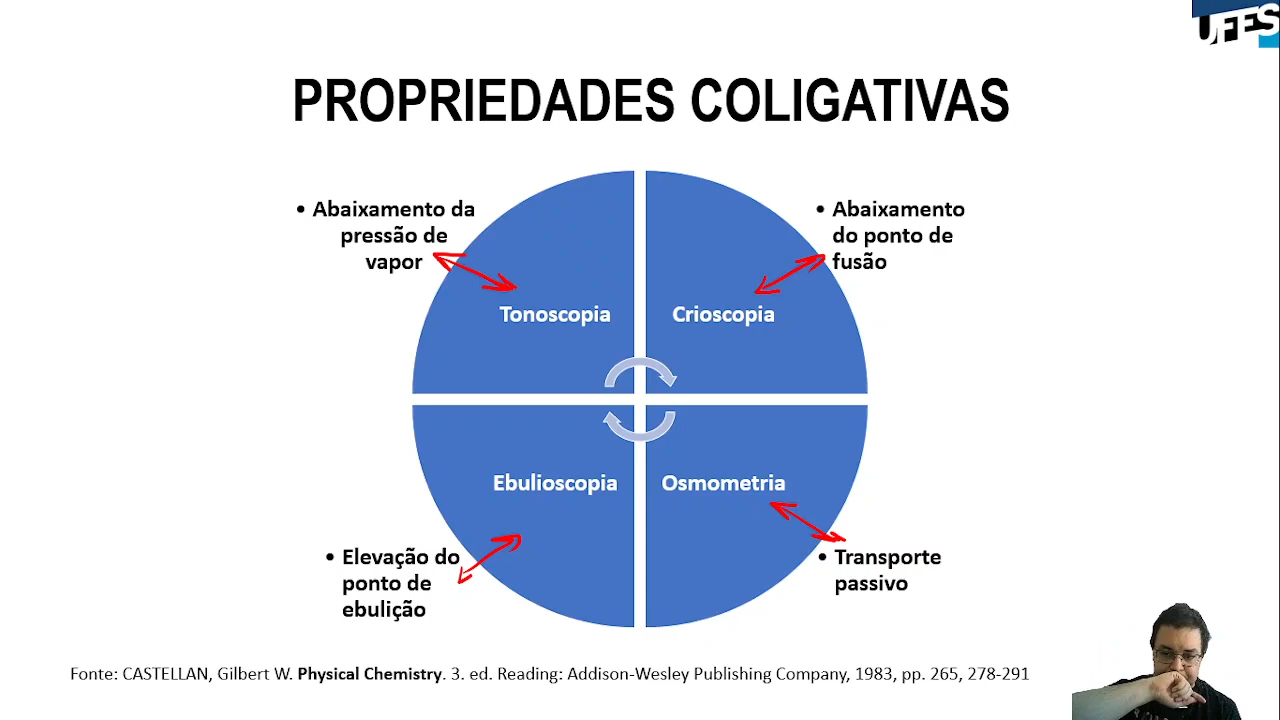 UFES
PROPRIEDADES COLIGATIVAS
• Abaixamento da
pressão de
vapor
• Abaixamento
do ponto de
fusão
Tonoscopia
Crioscopia
Ebulioscopia
Osmometria
• Elevação do
ponto de
ebulição
• Transporte
passivo
Fonte: CASTELLAN, Gilbert W. Physical Chemistry. 3. ed. Reading: Addison-Wesley Publishing Company, 1983, pp. 265, 278-291